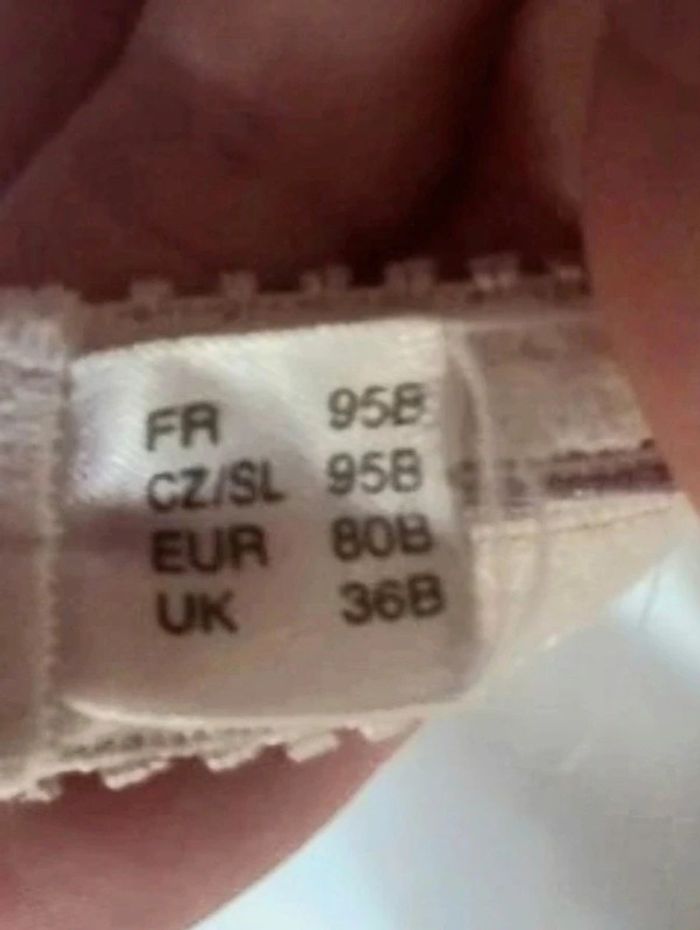 FR 95B
CZ/SL 95B
EUR 80B
UK 36B